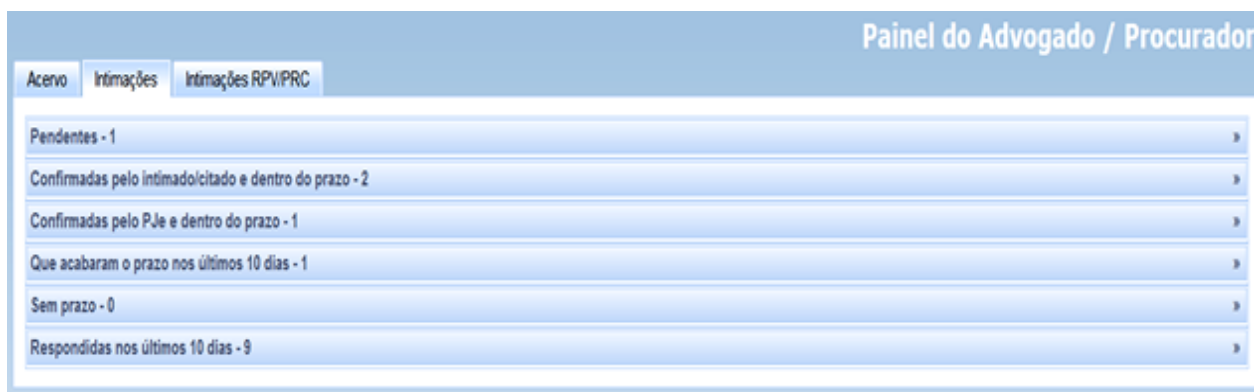 Painel do Advogado / Procurador
Acervo Intimações Intimações RPV/PRC
Pendentes - 1
Confirmadas pelo intimado/citado e dentro do prazo - 2
Confirmadas pelo PJe e dentro do prazo - 1
Que acabaram o prazo nos últimos 10 dias - 1
Sem prazo - 0
Respondidas nos últimos 10 dias - 9